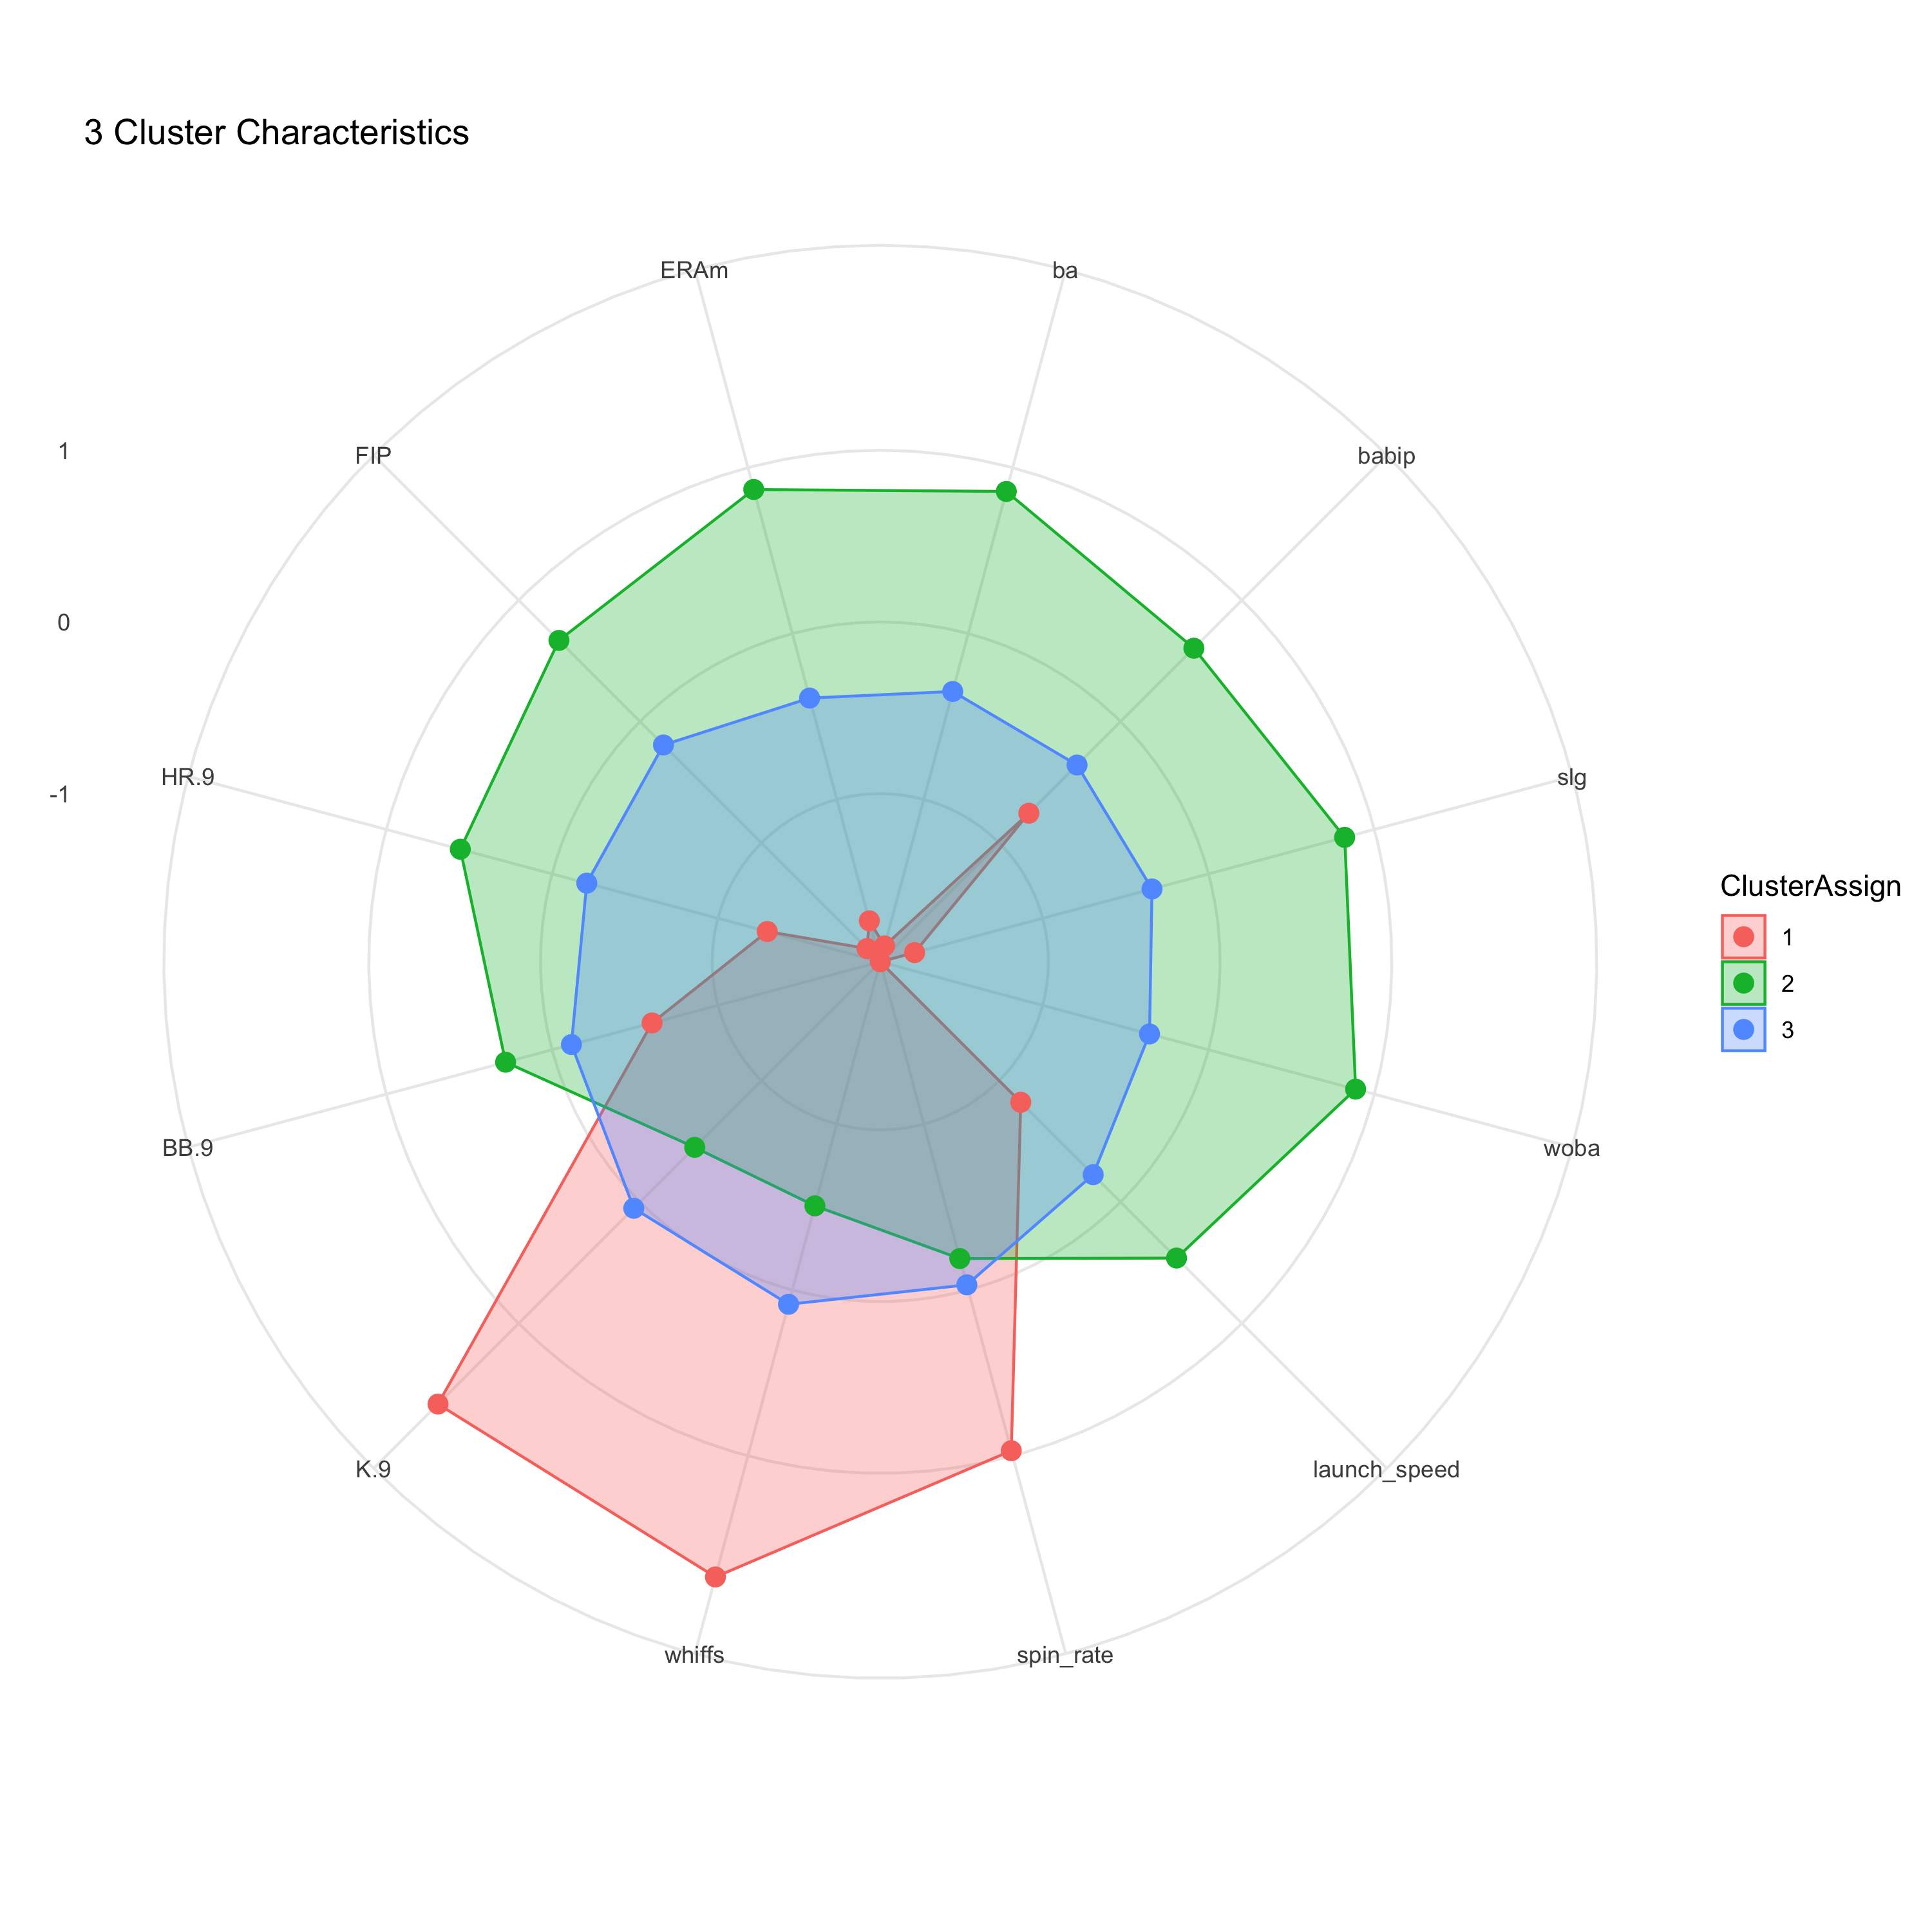 3 Cluster Characteristics
ERAm
ba
1
FIP
babip
0
HR.9
slg
-1
ClusterAssign
1
2
3
BB.9
woba
K.9
launch_speed
whiffs
spin_rate